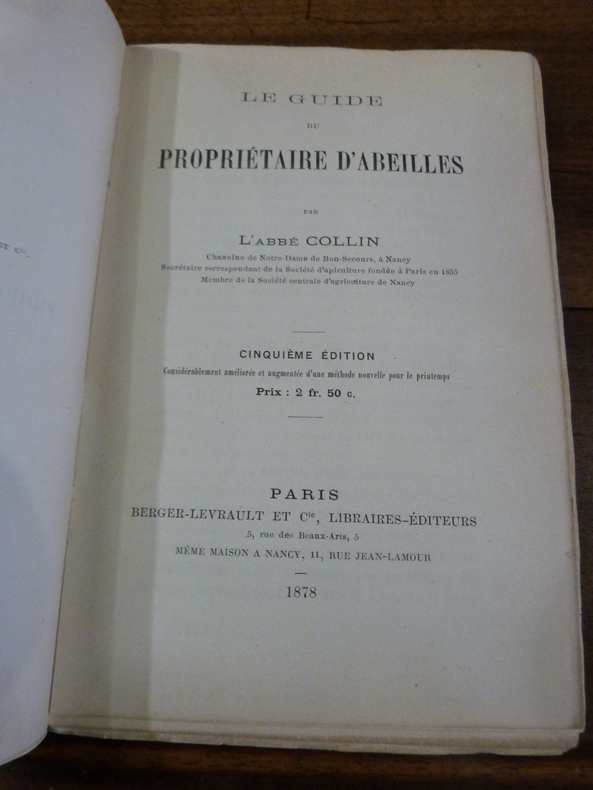 LE GUIDE
DU
PROPRIÉTAIRE D'ABEILLES
PAR
L'ABBÉ COLLIN
Chanoine de Notre-Dame de Bon-Secours, à Nancy
Secrétaire correspondant de la Société d'apiculture fondée à Paris en 1855
Membre de la Société centrale d'agriculture de Nancy
CINQUIÈME ÉDITION
Considérablement améliorée et augmentée d'une méthode nouvelle pour le printemps
Prix : 2 fr. 50 c.
PARIS
BERGER-LEVRAULT ET Cie, LIBRAIRES-ÉDITEURS
5, rue des Beaux-Arts, 5
MÊME MAISON A NANCY, 11, RUE JEAN-LAMOUR
1878